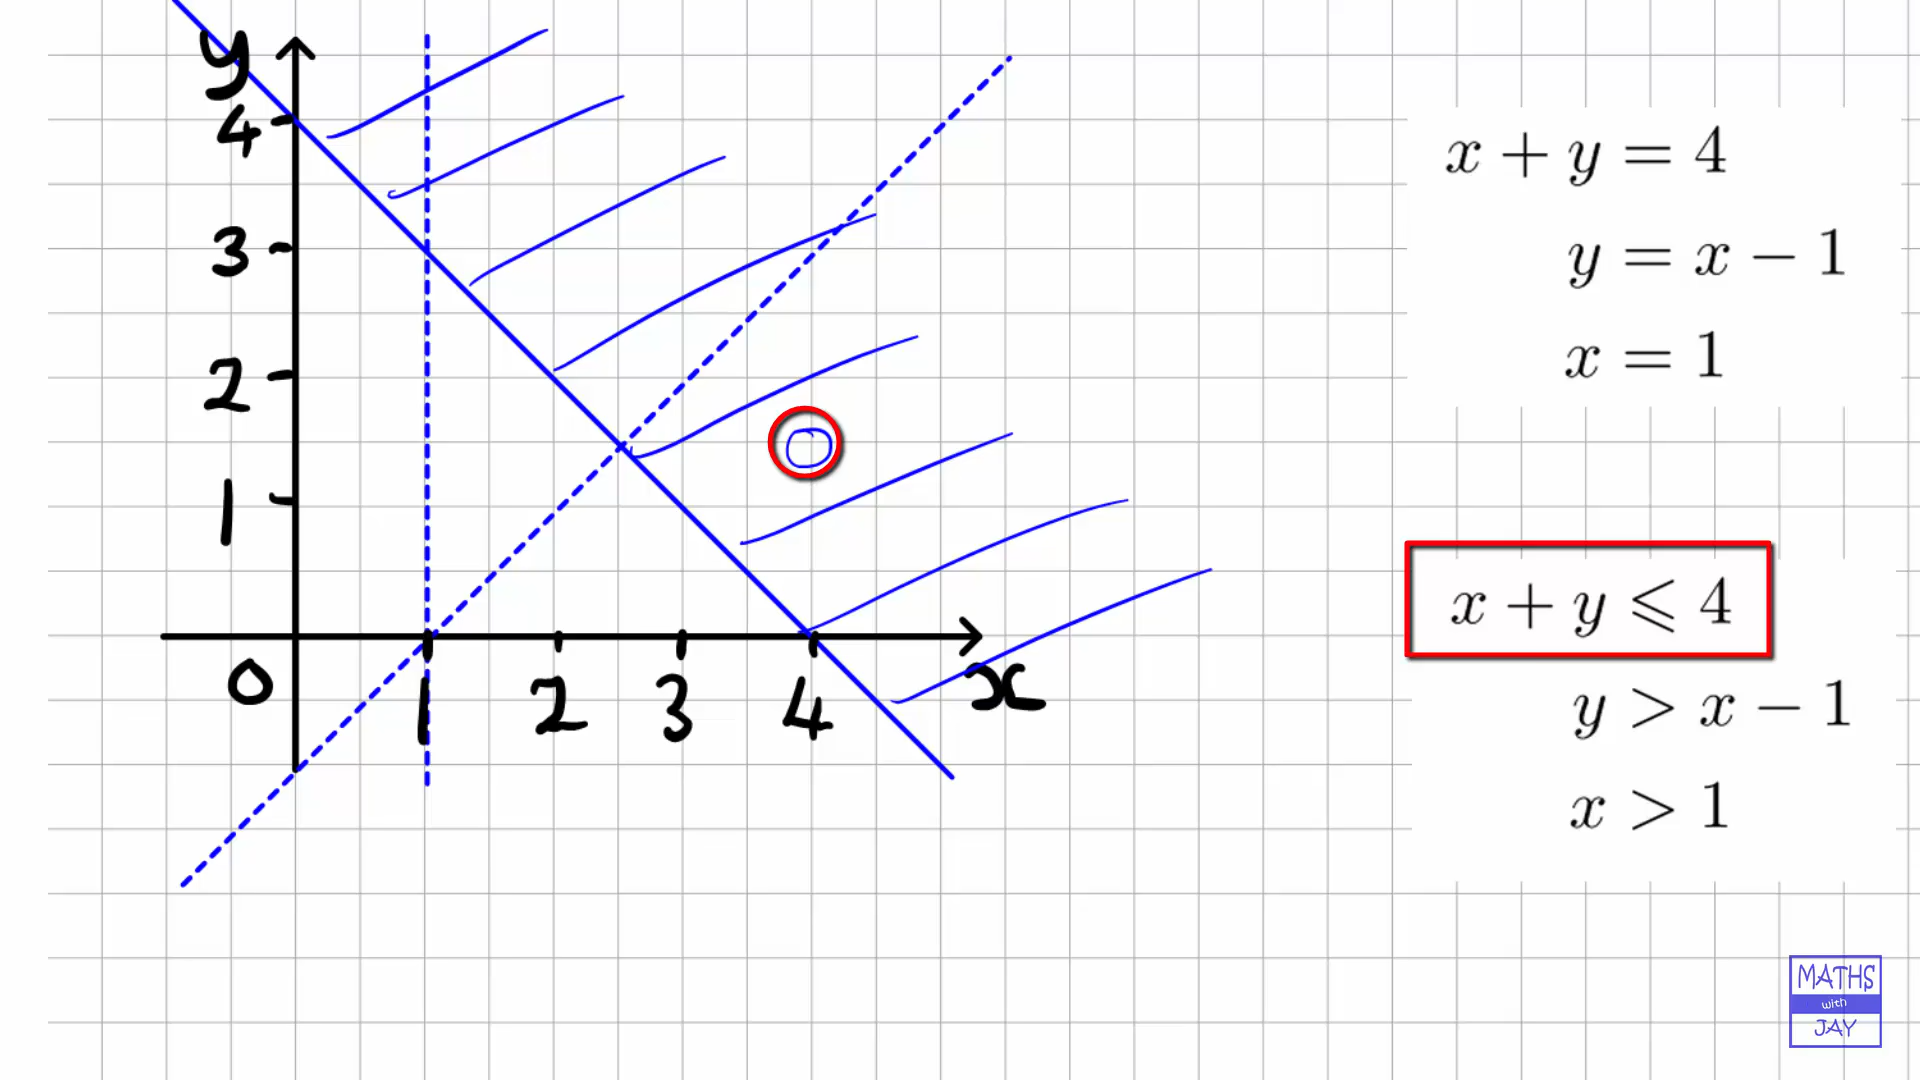 y
4
3
2
1
0
1 2 3 4 x
x + y = 4
y = x − 1
x = 1
x + y ⩽ 4
y > x − 1
x > 1
MATHS
with
JAY